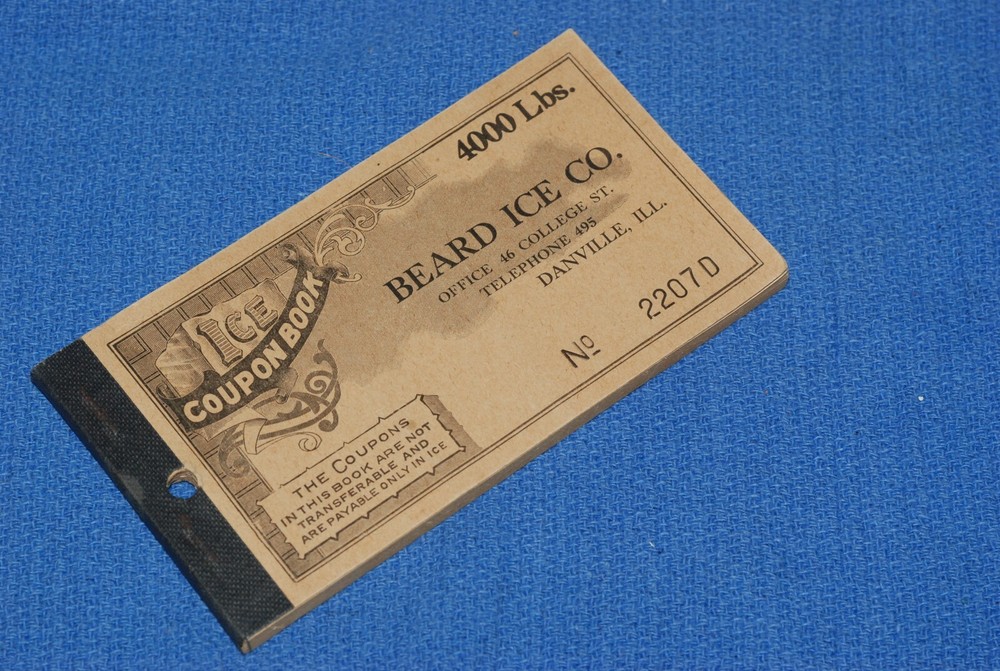 4000 Lbs.
BEARD ICE CO.
OFFICE 46 COLLEGE ST.
TELEPHONE 495
DANVILLE, ILL.
Nº 2207D
ICE
COUPON BOOK
THE COUPONS
IN THIS BOOK ARE NOT
TRANSFERABLE AND
ARE PAYABLE ONLY IN ICE